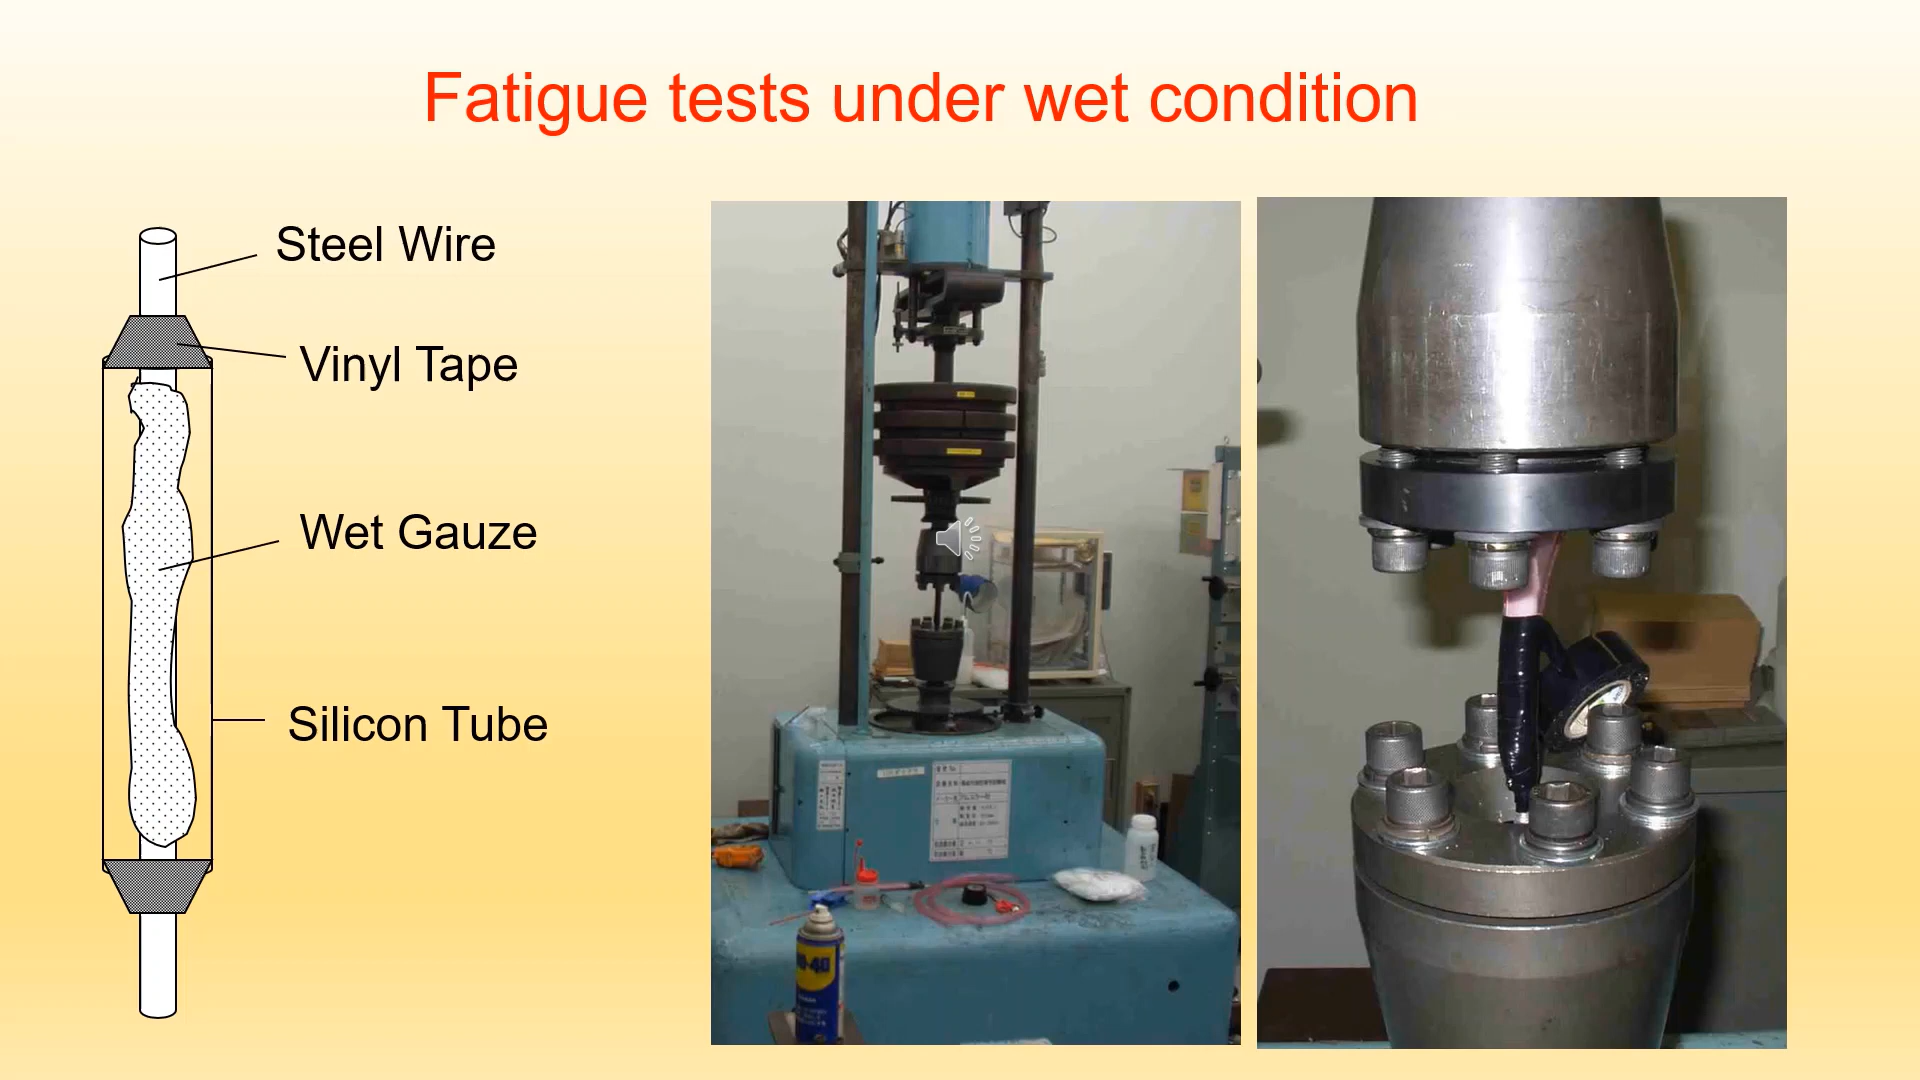 Fatigue tests under wet condition
Steel Wire
Vinyl Tape
Wet Gauze
Silicon Tube